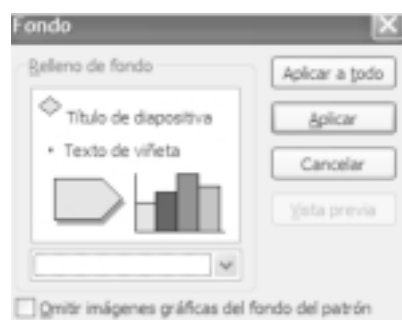 Fondo
Relleno de fondo
Título de diapositiva
• Texto de viñeta
Aplicar a todo
Aplicar
Cancelar
Vista previa
Omitir imágenes gráficas del fondo del patrón